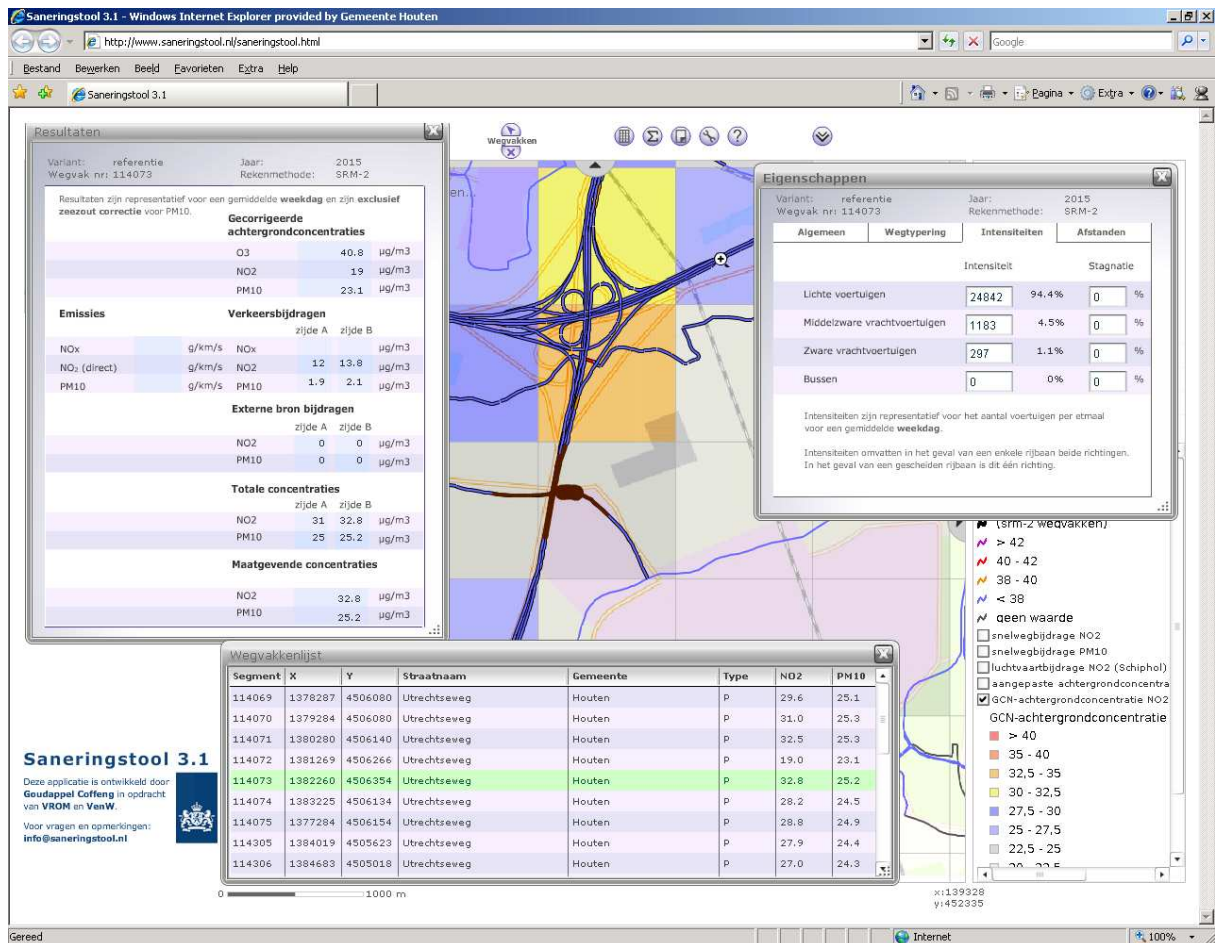 Saneringstool 3.1 - Windows Internet Explorer provided by Gemeente Houten
http://www.saneringstool.nl/saneringstool.html
Google
Bestand Bewerken Beeld Favorieten Extra Help
Saneringstool 3.1
Pagina Extra
Resultaten
Variant: referentie Jaar: 2015
Wegvak nr: 114073 Rekenmethode: SRM-2
Resultaten zijn representatief voor een gemiddelde weekdag en zijn exclusief
zeezout correctie voor PM10.
Gecorrigeerde
achtergrondconcentraties
O3 40.8 µg/m3
NO2 19 µg/m3
PM10 23.1 µg/m3
Emissies Verkeersbijdragen
zijde A zijde B
NOx g/km/s NOx µg/m3
NO2 (direct) g/km/s NO2 12 13.8 µg/m3
PM10 g/km/s PM10 1.9 2.1 µg/m3
Externe bron bijdragen
zijde A zijde B
NO2 0 0 µg/m3
PM10 0 0 µg/m3
Totale concentraties
zijde A zijde B
NO2 31 32.8 µg/m3
PM10 25 25.2 µg/m3
Maatgevende concentraties
NO2 32.8 µg/m3
PM10 25.2 µg/m3
Wegvakken
en...
Eigenschappen
Variant: referentie Jaar: 2015
Wegvak nr: 114073 Rekenmethode: SRM-2
Algemeen Wegtypering Intensiteiten Afstanden
Intensiteit Stagnatie
Lichte voertuigen 24842 94.4% 0 %
Middelzware vrachtvoertuigen 1183 4.5% 0 %
Zware vrachtvoertuigen 297 1.1% 0 %
Bussen 0 0% 0 %
Intensiteiten zijn representatief voor het aantal voertuigen per etmaal
voor een gemiddelde weekdag.
Intensiteiten omvatten in het geval van een enkele rijbaan beide richtingen.
In het geval van een gescheiden rijbaan is dit één richting.
(srm-2 wegvakken)
> 42
40 - 42
38 - 40
< 38
geen waarde
snelwegbijdrage NO2
snelwegbijdrage PM10
luchtvaartbijdrage NO2 (Schiphol)
aangepaste achtergrondconcentra
GCN-achtergrondconcentratie NO2
GCN-achtergrondconcentratie
> 40
35 - 40
32,5 - 35
30 - 32,5
27,5 - 30
25 - 27,5
22,5 - 25
20 - 22,5
Wegvakkenlijst
Segment X Y Straatnaam Gemeente Type NO2 PM10
114069 1378287 4506080 Utrechtseweg Houten P 29.6 25.1
114070 1379284 4506080 Utrechtseweg Houten P 31.0 25.3
114071 1380280 4506140 Utrechtseweg Houten P 32.5 25.3
114072 1381269 4506266 Utrechtseweg Houten P 19.0 23.1
114073 1382260 4506354 Utrechtseweg Houten P 32.8 25.2
114074 1383225 4506134 Utrechtseweg Houten P 28.2 24.5
114075 1377284 4506154 Utrechtseweg Houten P 28.8 24.9
114305 1384019 4505623 Utrechtseweg Houten P 27.9 24.4
114306 1384683 4505018 Utrechtseweg Houten P 27.0 24.3
Saneringstool 3.1
Deze applicatie is ontwikkeld door
Goudappel Coffeng in opdracht
van VROM en VenW.
Voor vragen en opmerkingen:
info@saneringstool.nl
0 1000 m
x:139328
y:452335
Gereed Internet 100%